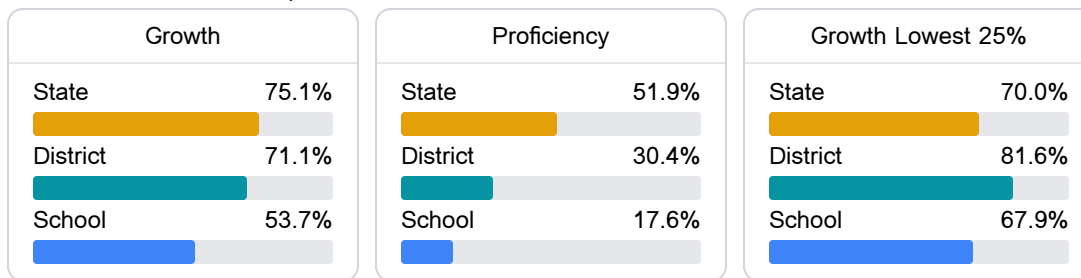 Growth
State 75.1%
District 71.1%
School 53.7%
Proficiency
State 51.9%
District 30.4%
School 17.6%
Growth Lowest 25%
State 70.0%
District 81.6%
School 67.9%